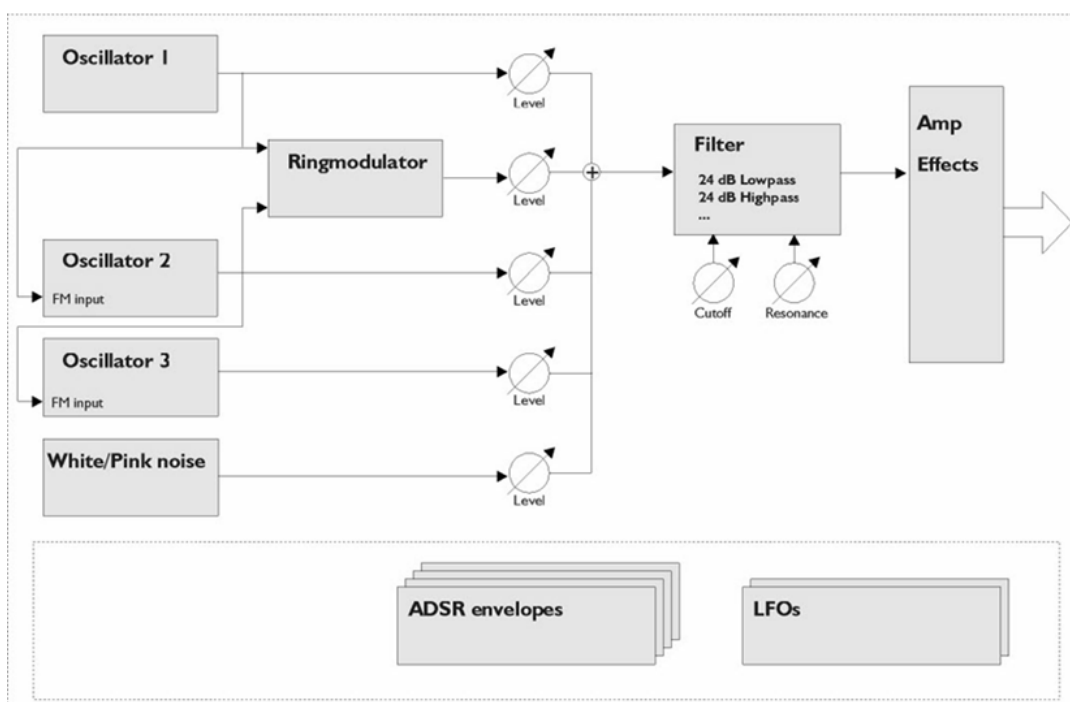 Oscillator 1
Level
Ringmodulator
Level
Oscillator 2
FM input
Level
Oscillator 3
FM input
Level
White/Pink noise
Level
+
Filter
24 dB Lowpass
24 dB Highpass
...
Cutoff
Resonance
Amp
Effects
ADSR envelopes
LFOs